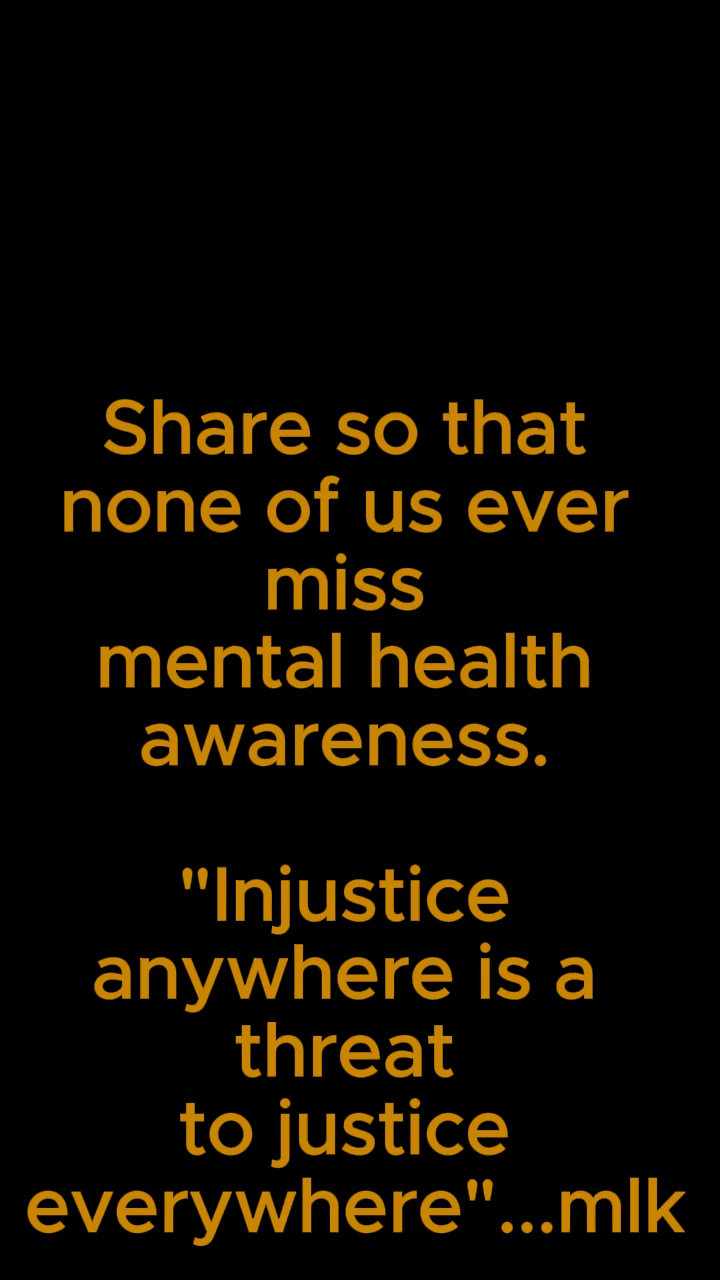 Share so that
none of us ever
miss
mental health
awareness.
"Injustice
anywhere is a
threat
to justice
everywhere"...mlk